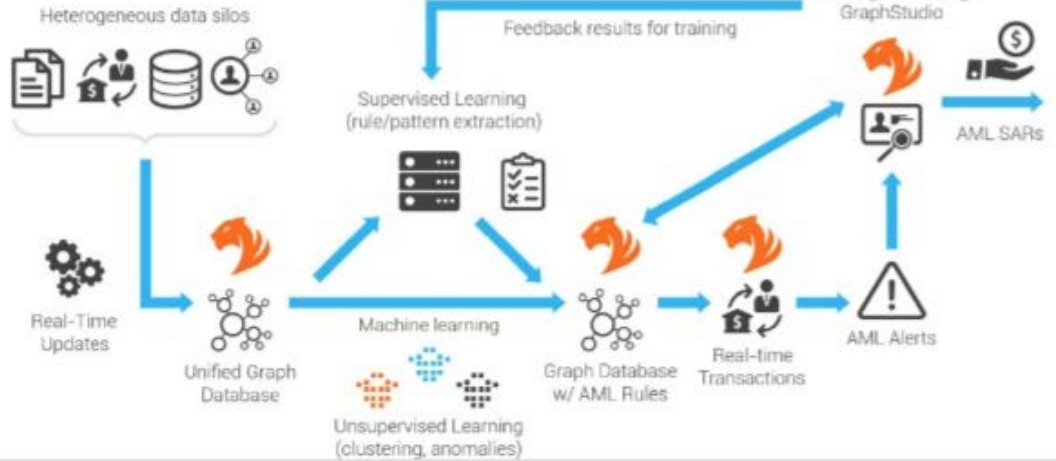 Heterogeneous data silos
GraphStudio
Feedback results for training
Supervised Learning
(rule/pattern extraction)
AML SARs
Real-Time
Updates
Unified Graph
Database
Machine learning
Unsupervised Learning
(clustering, anomalies)
Graph Database
w/ AML Rules
Real-time
Transactions
AML Alerts